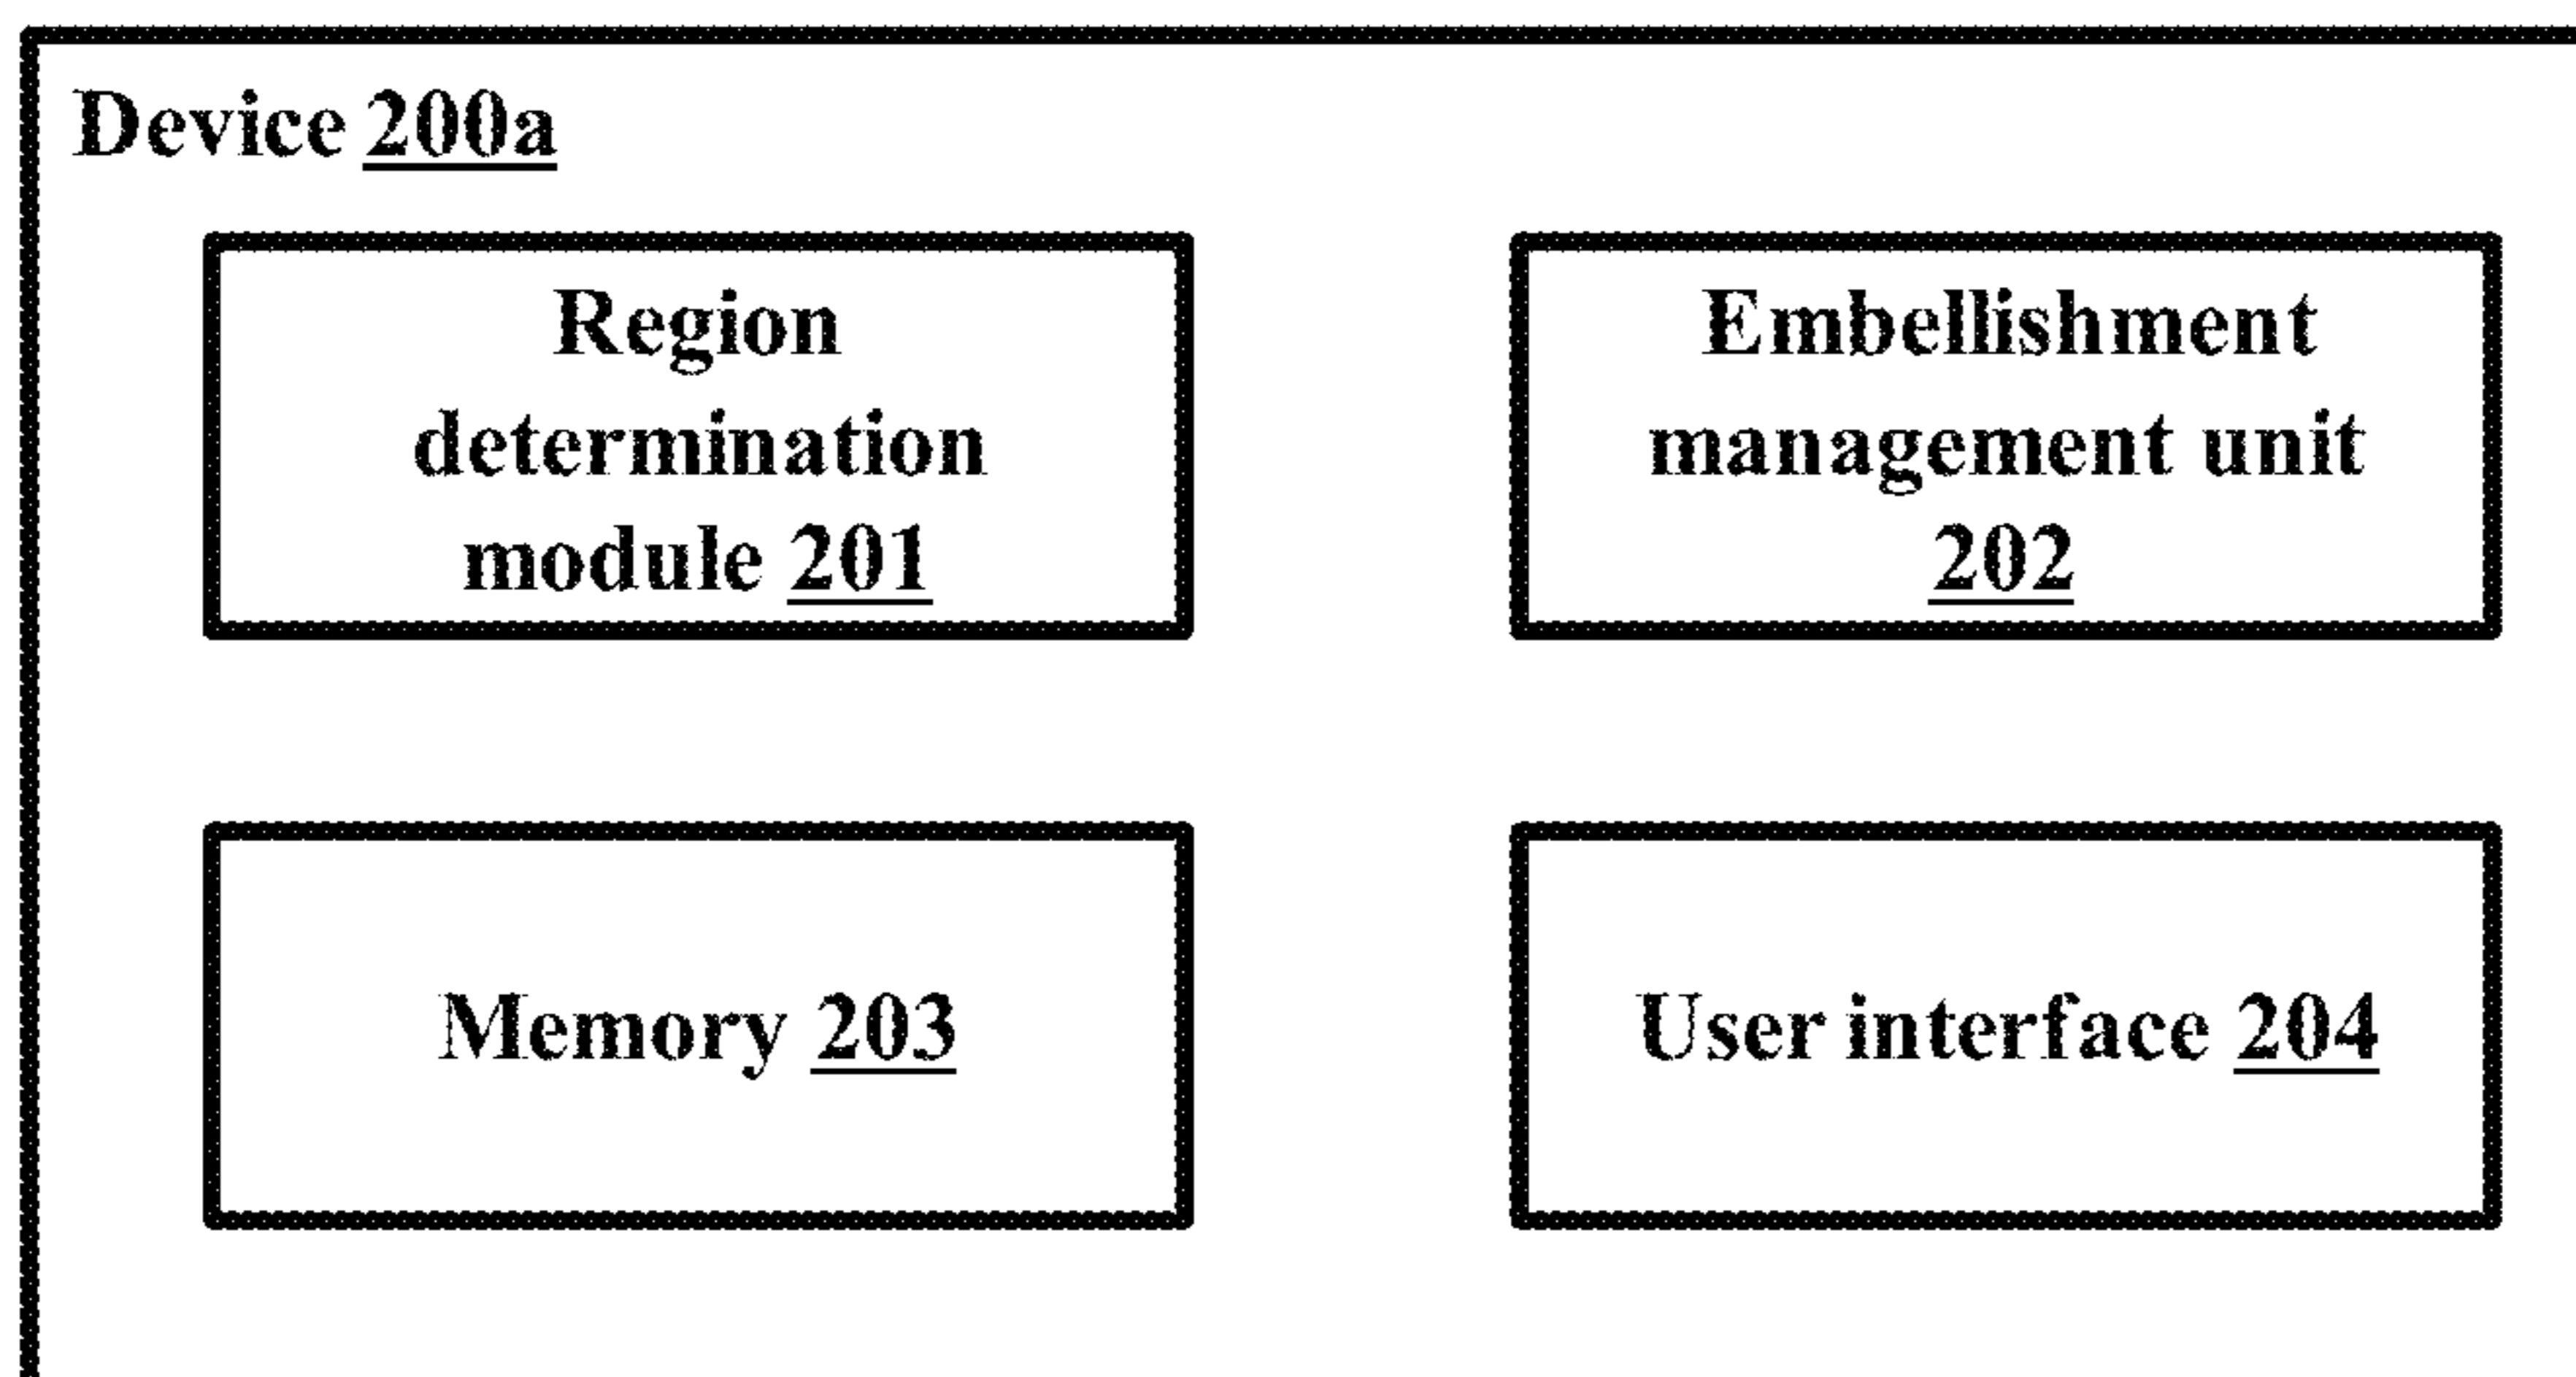 Device 200a
Region
determination
module 201
Embellishment
management unit
202
Memory 203
User interface 204